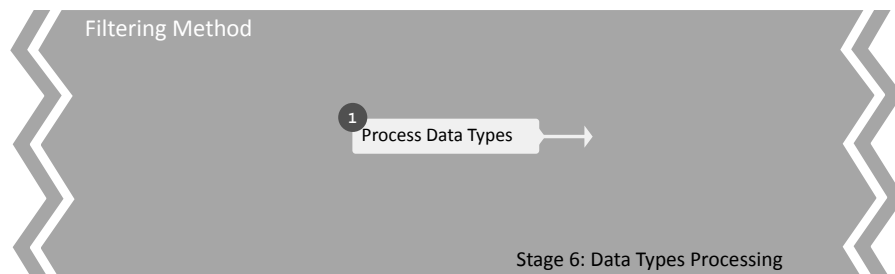 Filtering Method
1
Process Data Types
Stage 6: Data Types Processing